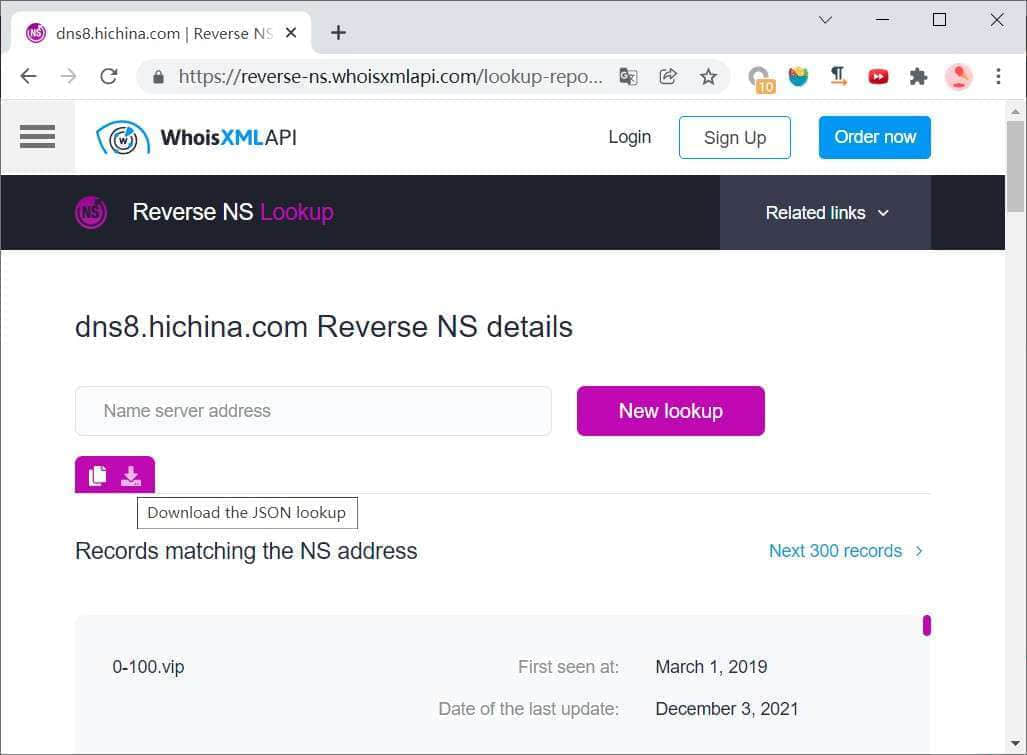 dns8.hichina.com | Reverse NS
https://reverse-ns.whoisxmlapi.com/lookup-repo...
10
WhoisXMLAPI
Login
Sign Up
Order now
NS
Reverse NS Lookup
Related links
dns8.hichina.com Reverse NS details
Name server address
New lookup
Download the JSON lookup
Records matching the NS address
Next 300 records
0-100.vip
First seen at:
March 1, 2019
Date of the last update:
December 3, 2021